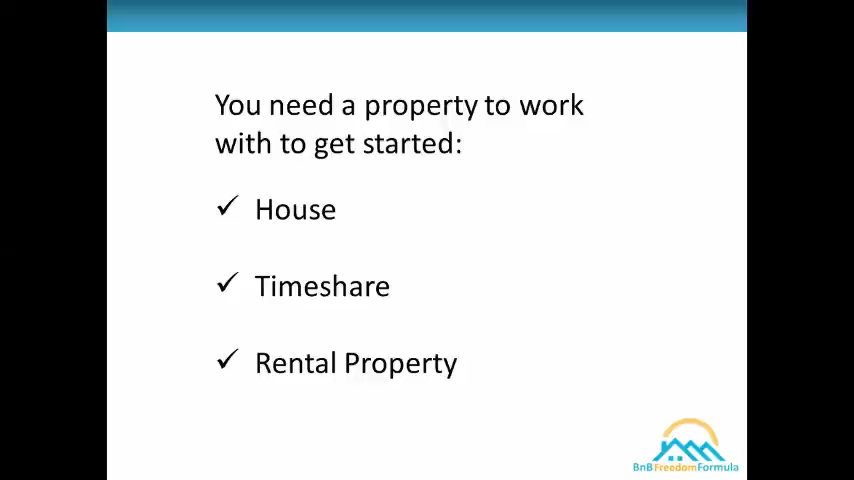 You need a property to work
with to get started:
✓ House
✓ Timeshare
✓ Rental Property
BnBFreedomFormula